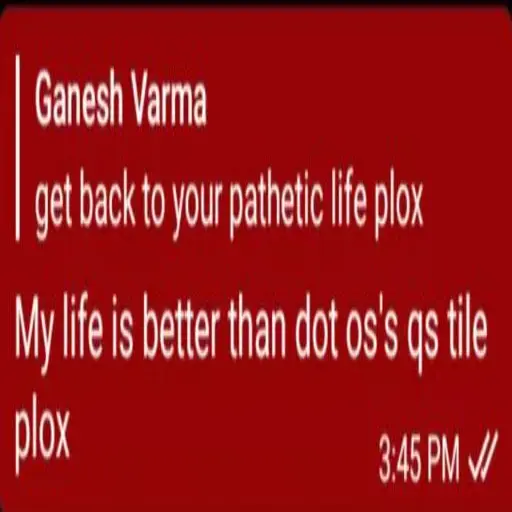 Ganesh Varma
get back to your pathetic life plox
My life is better than dot os's qs tile
plox
3:45 PM